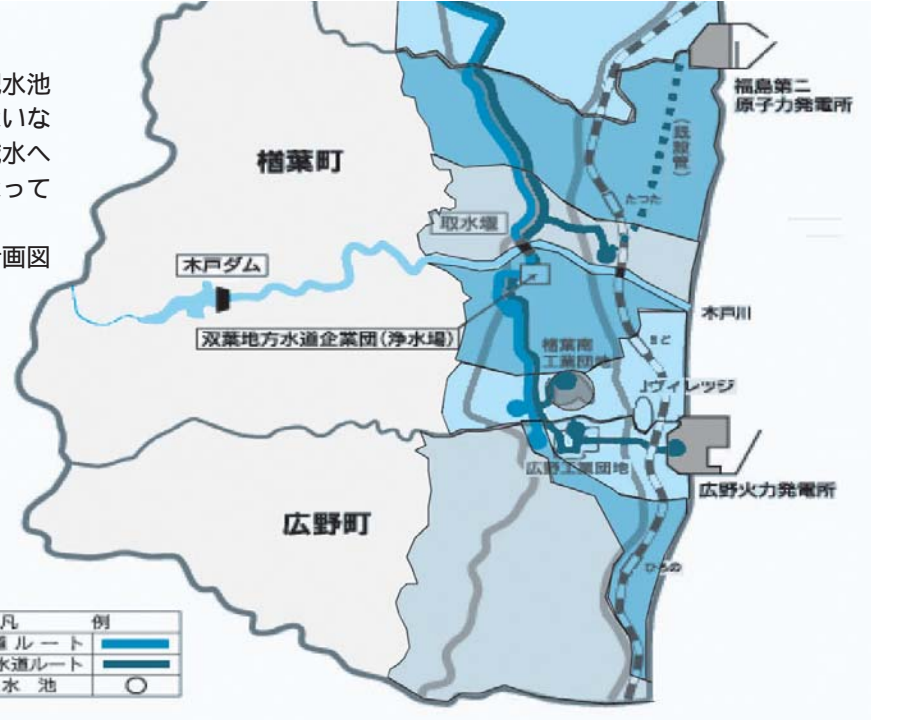 水池
いな
水へ
って
画図
福島第二
原子力発電所
(既設管)
楢葉町
たつた
取水堰
木戸ダム
木戸川
双葉地方水道企業団(浄水場)
きど
楢葉南
工業団地
Jヴィレッジ
広野工業団地
広野火力発電所
広野町
ひろの
凡 例
ルート
水道ルート
水 池